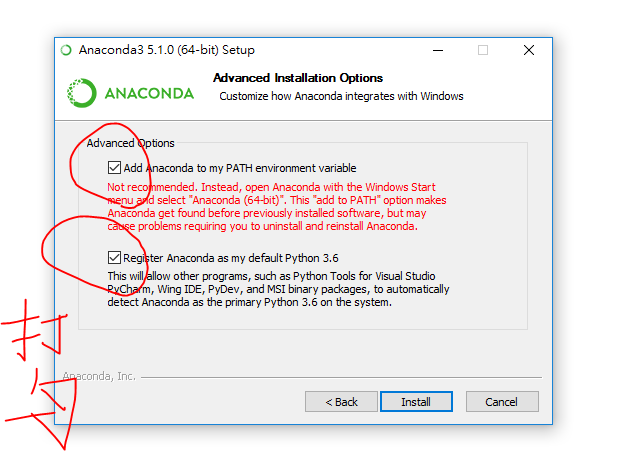 Anaconda3 5.1.0 (64-bit) Setup
ANACONDA
Advanced Installation Options
Customize how Anaconda integrates with Windows
Advanced Options
Add Anaconda to my PATH environment variable
Not recommended. Instead, open Anaconda with the Windows Start
menu and select "Anaconda (64-bit)". This "add to PATH" option makes
Anaconda get found before previously installed software, but may
cause problems requiring you to uninstall and reinstall Anaconda.
Register Anaconda as my default Python 3.6
This will allow other programs, such as Python Tools for Visual Studio
PyCharm, Wing IDE, PyDev, and MSI binary packages, to automatically
detect Anaconda as the primary Python 3.6 on the system.
打
勾
Anaconda, Inc.
< Back
Install
Cancel